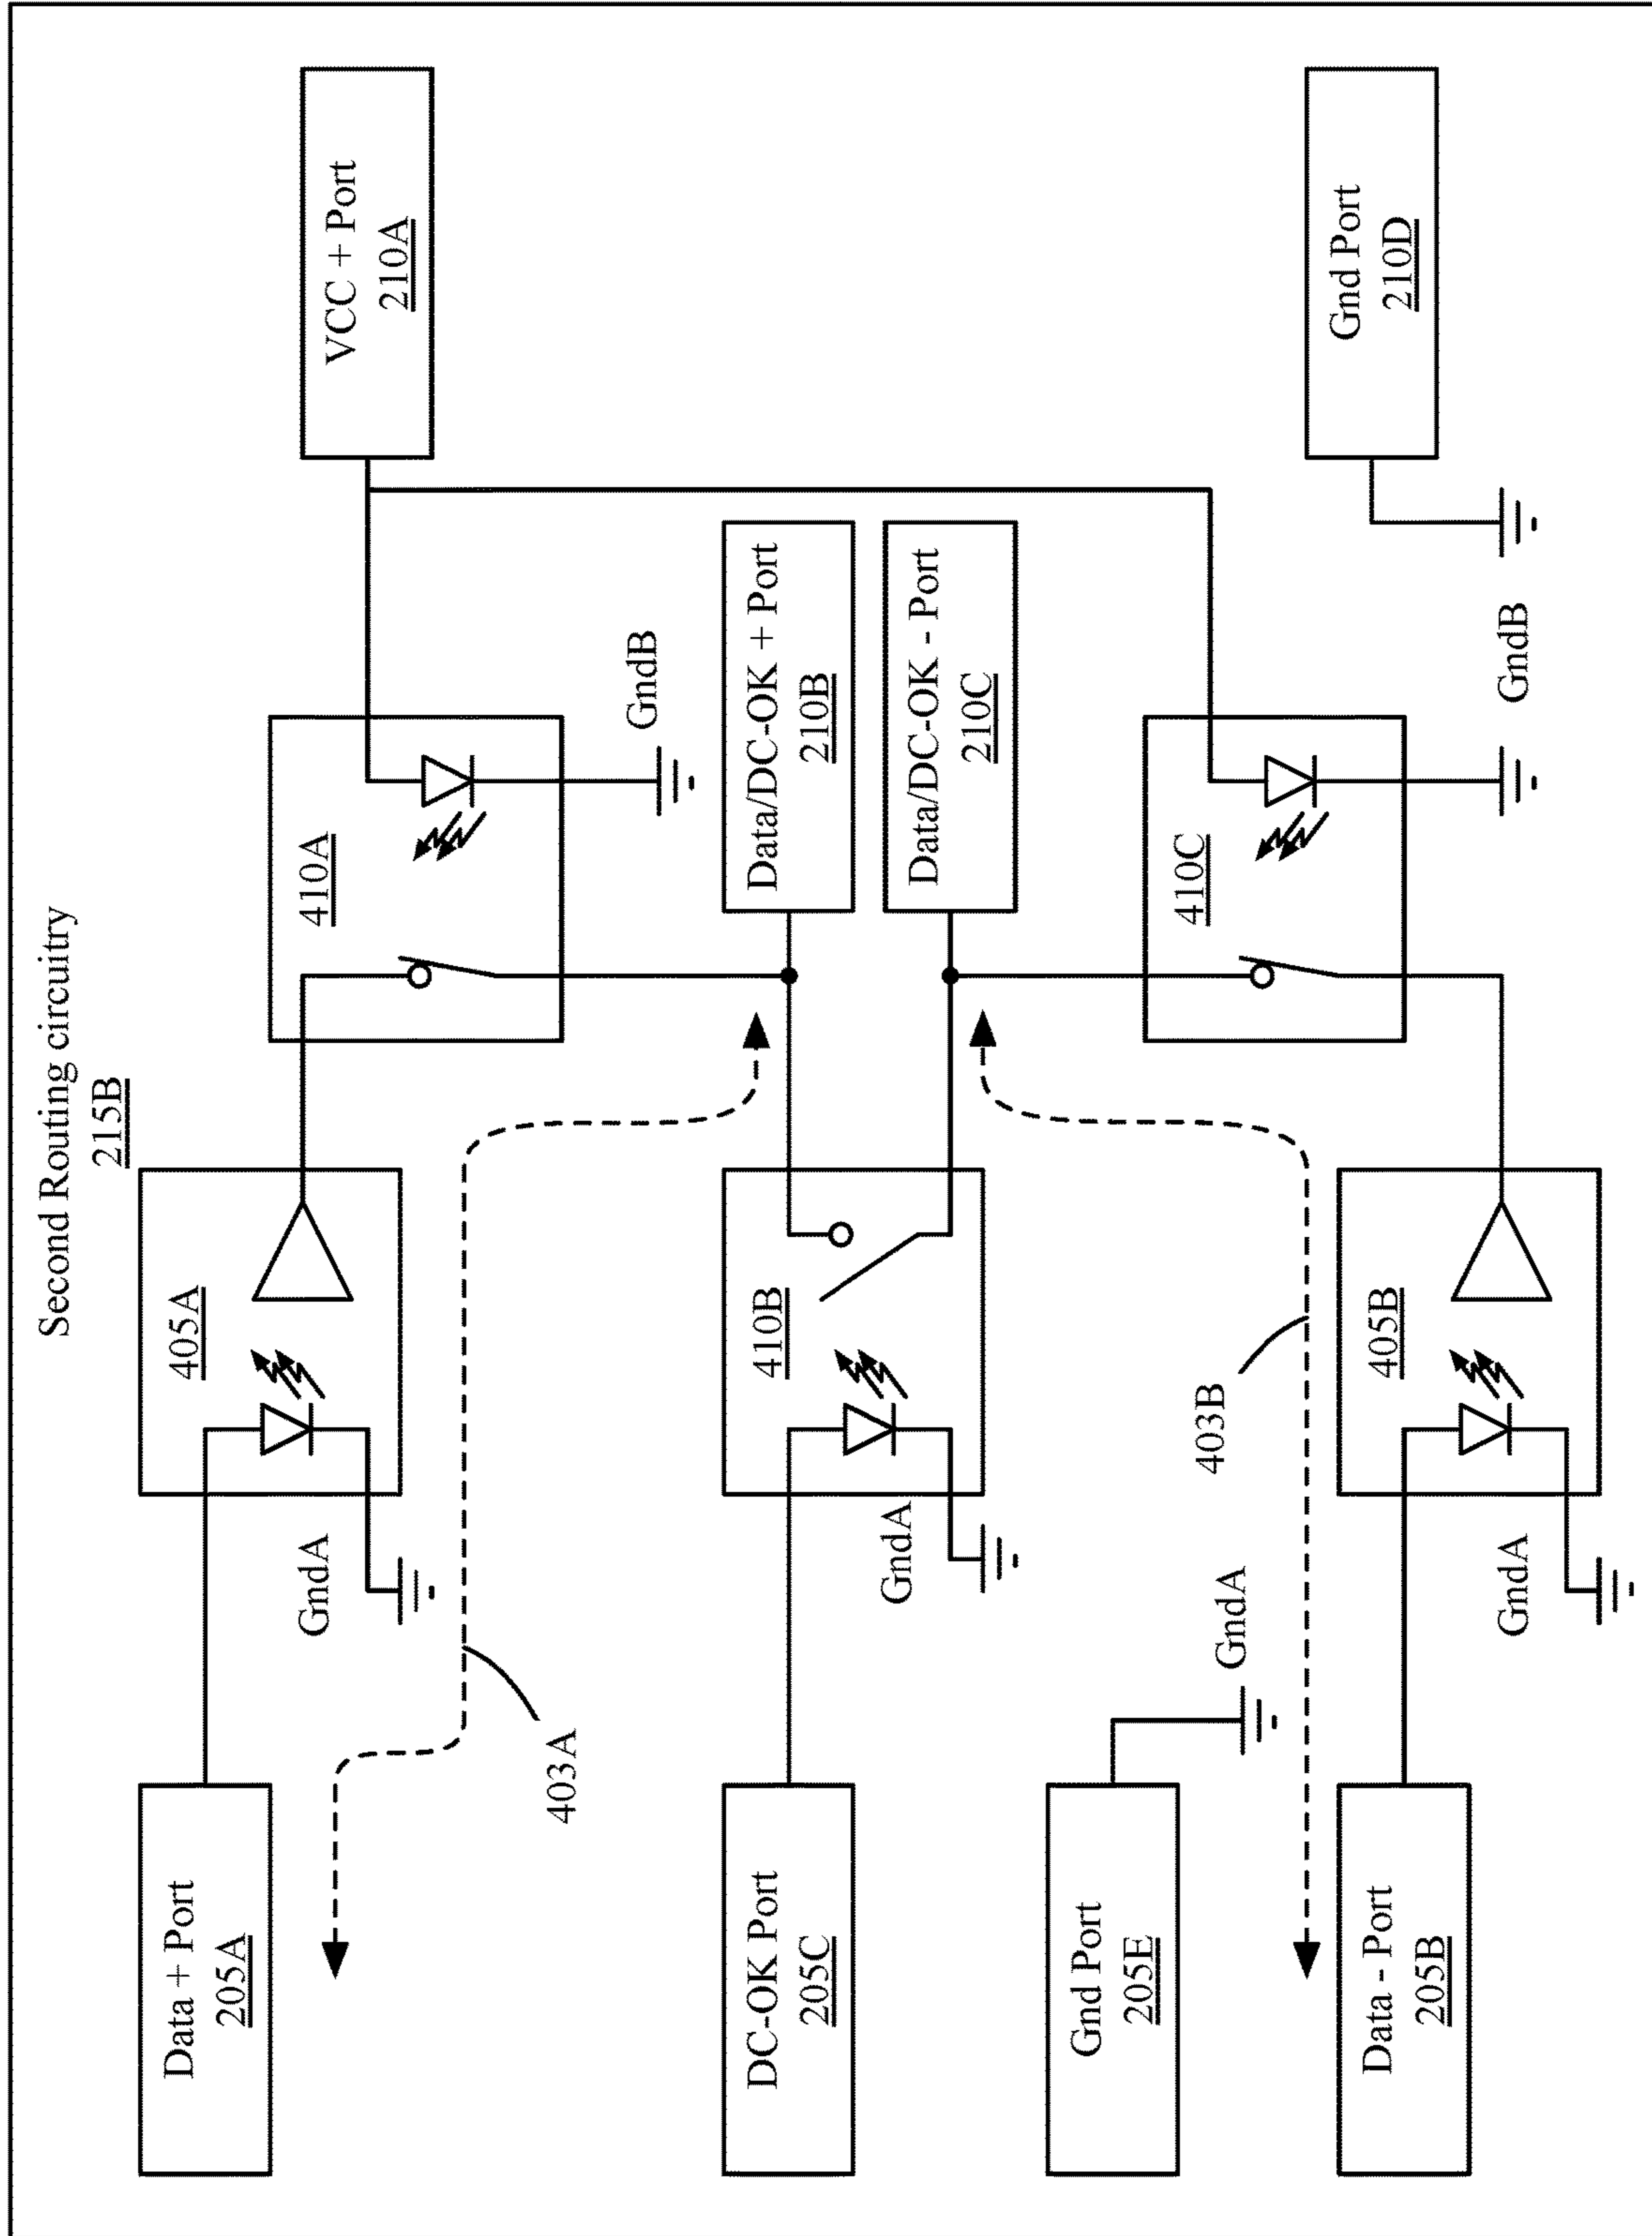 Second Routing circuitry
215B
Data + Port
205A
GndA
405A
410A
VCC + Port
210A
403A
GndB
DC-OK Port
205C
GndA
410B
Data/DC-OK + Port
210B
Data/DC-OK - Port
210C
Gnd Port
205E
GndA
403B
410C
Data - Port
205B
GndA
405B
GndB
Gnd Port
210D